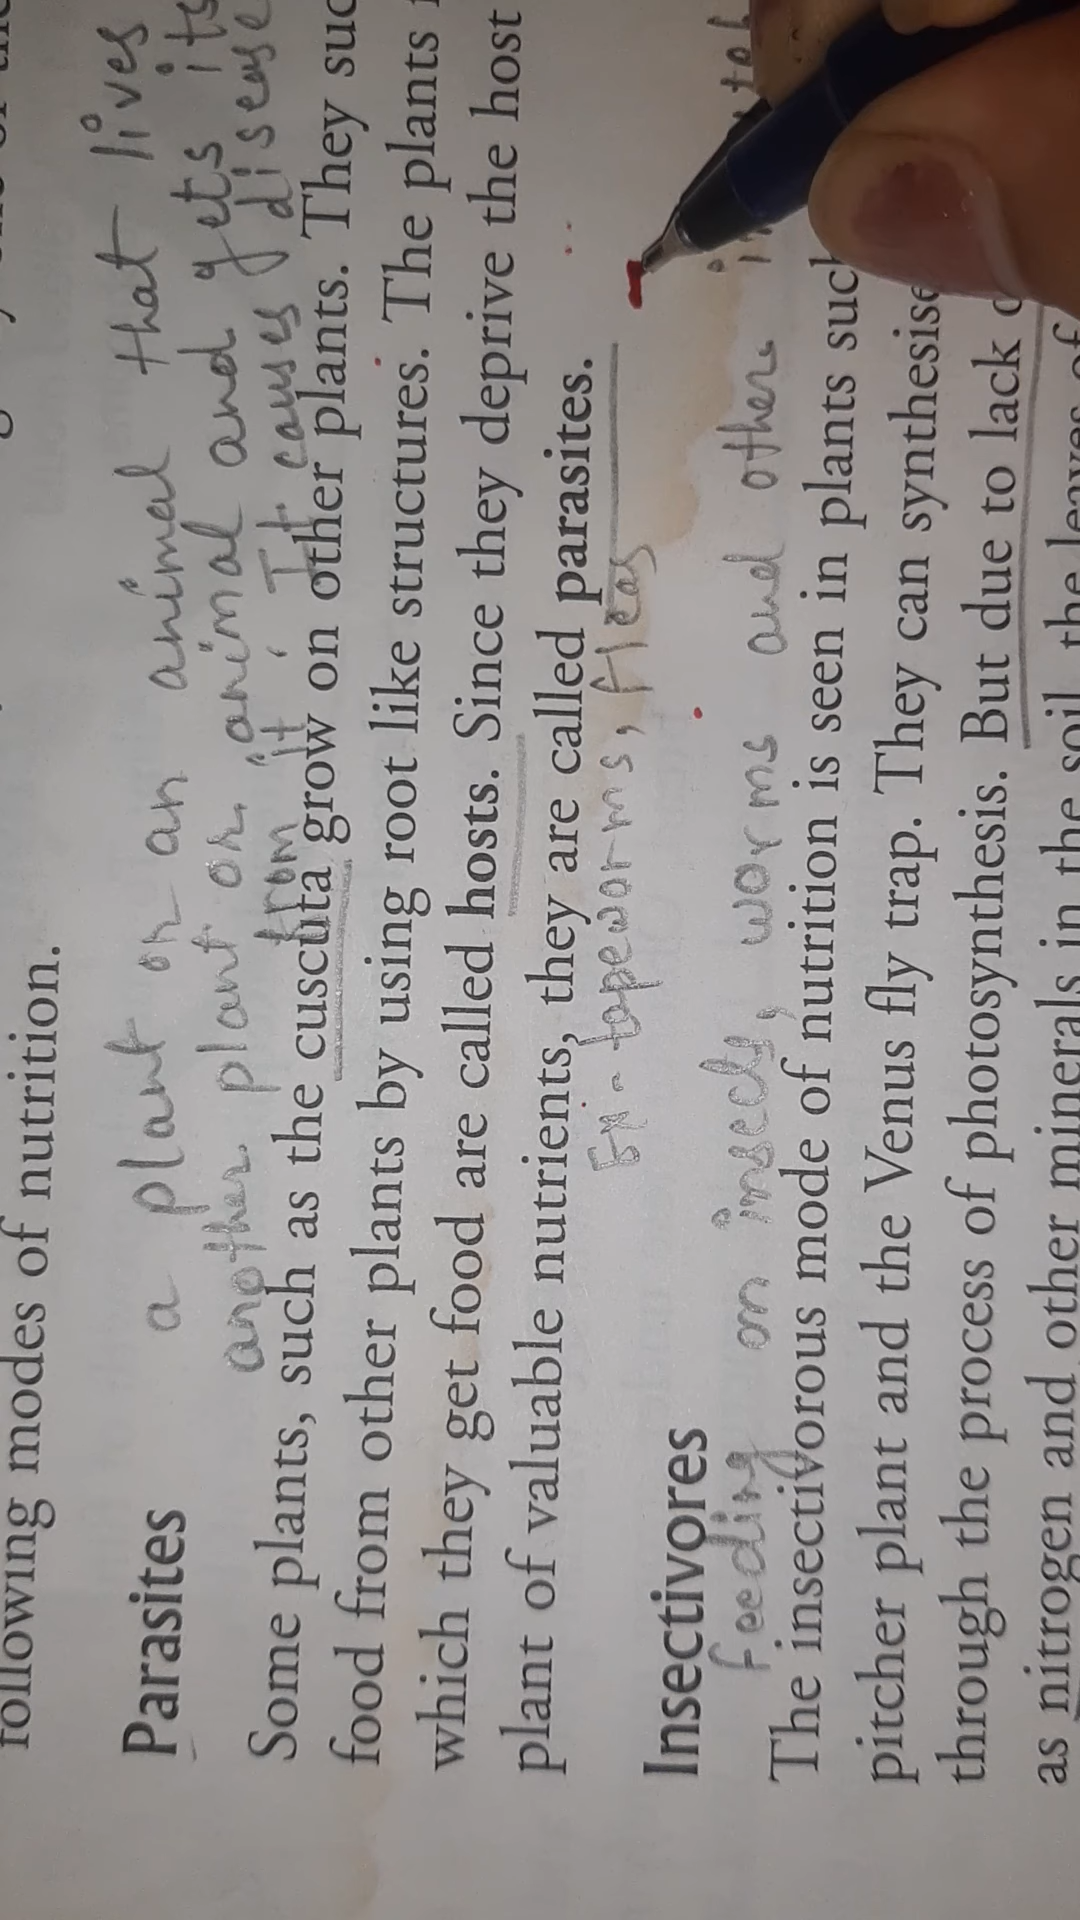 following modes of nutrition.
Parasites
a plant or an animal that lives
another plant or animal and gets its
from it. It causes disease
Some plants, such as the cuscuta grow on other plants. They suc
food from other plants by using root like structures. The plants
which they get food are called hosts. Since they deprive the host
plant of valuable nutrients, they are called parasites.
Ex- tapeworms, fleas
Insectivores
feeding on insects, worms and other
The insectivorous mode of nutrition is seen in plants such
pitcher plant and the Venus fly trap. They can synthesise
through the process of photosynthesis. But due to lack
as nitrogen and other minerals in the soil, the leaves of